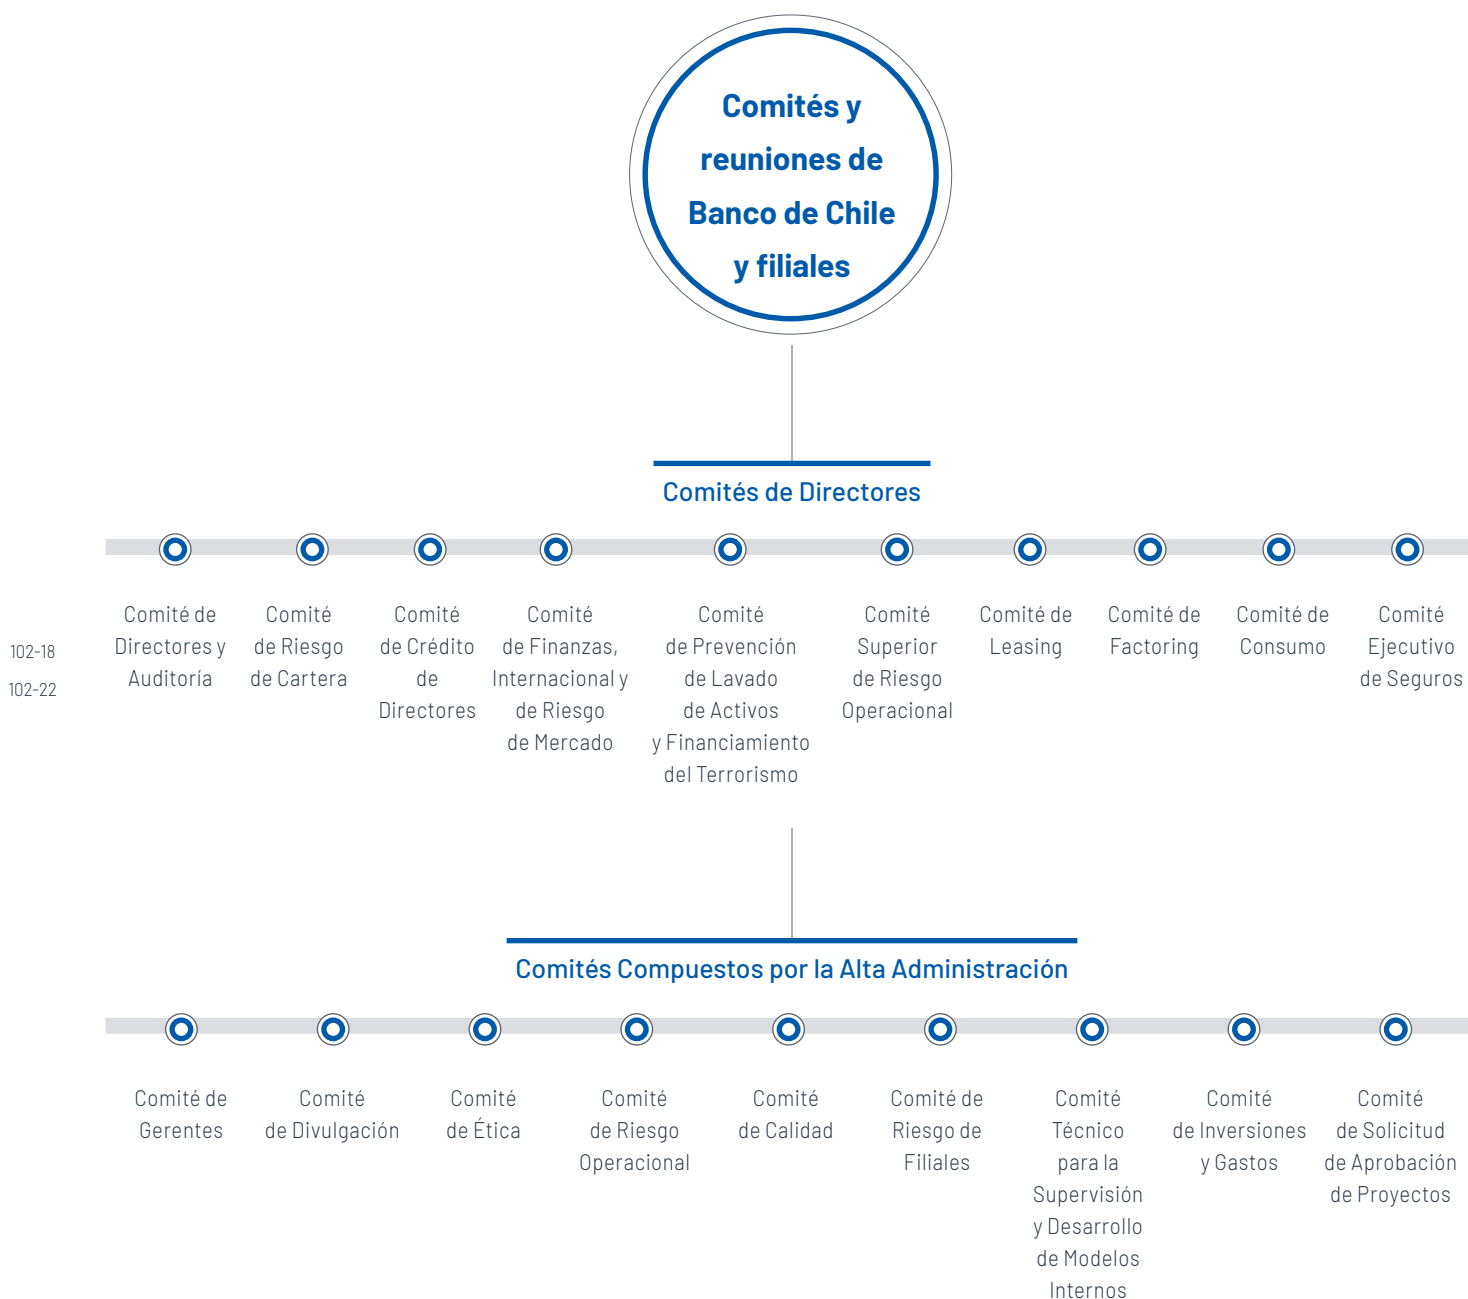 Comités y
reuniones de
Banco de Chile
y filiales
Comités de Directores
102-18
102-22
Comité de
Directores y
Auditoría
Comité
de Riesgo
de Cartera
Comité
de Crédito
de
Directores
Comité
de Finanzas,
Internacional y
de Riesgo
de Mercado
Comité
de Prevención
de Lavado
de Activos
y Financiamiento
del Terrorismo
Comité
Superior
de Riesgo
Operacional
Comité de
Leasing
Comité de
Factoring
Comité de
Consumo
Comité
Ejecutivo
de Seguros
Comités Compuestos por la Alta Administración
Comité de
Gerentes
Comité
de Divulgación
Comité
de Ética
Comité
de Riesgo
Operacional
Comité
de Calidad
Comité de
Riesgo de
Filiales
Comité
Técnico
para la
Supervisión
y Desarrollo
de Modelos
Internos
Comité
de Inversiones
y Gastos
Comité
de Solicitud
de Aprobación
de Proyectos